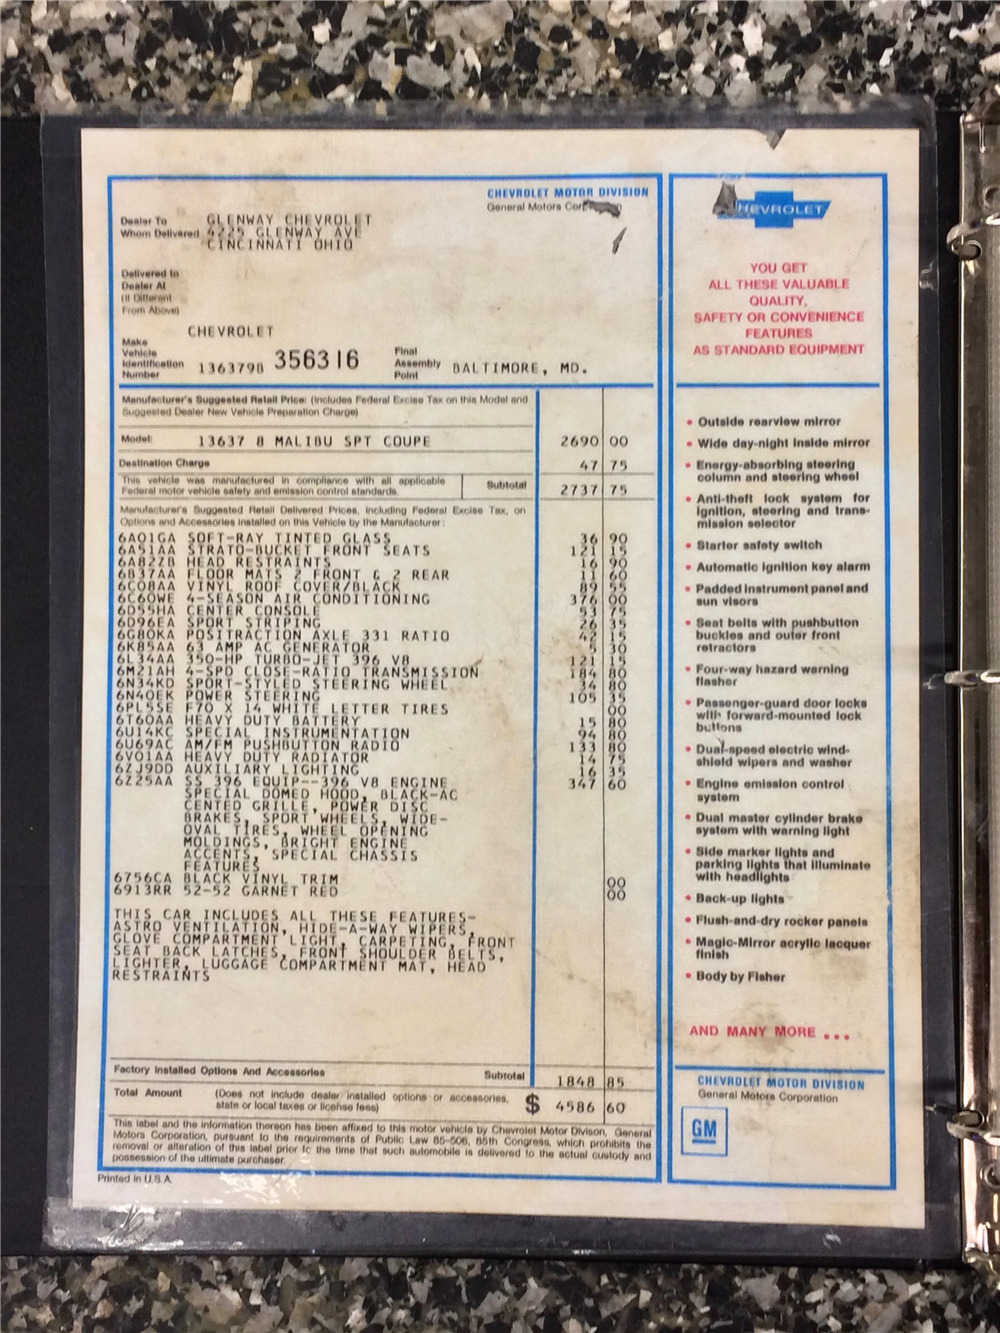 CHEVROLET MOTOR DIVISION
General Motors
Dealer To GLENWAY CHEVROLET
Whom Delivered 4225 GLENWAY AVE
CINCINNATI OHIO
Delivered to
Dealer At
(If Different
From Above)
CHEVROLET
Make
Vehicle
Identification
Number 136379B 356316
Final
Assembly
Point BALTIMORE, MD.
Manufacturer's Suggested Retail Price: (Includes Federal Excise Tax on this Model and
Suggested Dealer New Vehicle Preparation Charge)
Model: 13637 8 MALIBU SPT COUPE 2690 00
Destination Charge 47 75
This vehicle was manufactured in compliance with all applicable
Federal motor vehicle safety and emission control standards. Subtotal 2737 75
Manufacturer's Suggested Retail Delivered Prices, Including Federal Excise Tax, on
Options and Accessories Installed on this Vehicle by the Manufacturer:
6A01GA SOFT-RAY TINTED GLASS 36 90
6A51AA STRATO-BUCKET FRONT SEATS 121 15
6A82ZB HEAD RESTRAINTS 16 90
6B37AA FLOOR MATS 2 FRONT & 2 REAR 11 60
6C08AA VINYL ROOF COVER/BLACK 89 55
6C60WE 4-SEASON AIR CONDITIONING 376 00
6D55HA CENTER CONSOLE 53 75
6D96EA SPORT STRIPING 26 35
6G80KA POSITRACTION AXLE 331 RATIO 42 15
6K85AA 63 AMP AC GENERATOR 5 30
6L34AA 350-HP TURBO-JET 396 V8 121 15
6M21AH 4-SPD CLOSE-RATIO TRANSMISSION 184 80
6N34KD SPORT-STYLED STEERING WHEEL 34 80
6N40EK POWER STEERING 105 35
6PL5SE F70 X 14 WHITE LETTER TIRES 00
6T60AA HEAVY DUTY BATTERY 15 80
6U14KC SPECIAL INSTRUMENTATION 94 80
6U69AC AM/FM PUSHBUTTON RADIO 133 80
6V01AA HEAVY DUTY RADIATOR 14 75
6ZJ9DD AUXILIARY LIGHTING 16 35
6Z25AA SS 396 EQUIP--396 V8 ENGINE 347 60
SPECIAL DOMED HOOD, BLACK-AC
CENTED GRILLE, POWER DISC
BRAKES, SPORT WHEELS, WIDE-
OVAL TIRES, WHEEL OPENING
MOLDINGS, BRIGHT ENGINE
ACCENTS, SPECIAL CHASSIS
FEATURES
6756CA BLACK VINYL TRIM 00
6913RR 52-52 GARNET RED 00
THIS CAR INCLUDES ALL THESE FEATURES-
ASTRO VENTILATION, HIDE-A-WAY WIPERS,
GLOVE COMPARTMENT LIGHT, CARPETING, FRONT
SEAT BACK LATCHES, FRONT SHOULDER BELTS,
LIGHTER, LUGGAGE COMPARTMENT MAT, HEAD
RESTRAINTS
Factory Installed Options And Accessories Subtotal 1848 85
Total Amount (Does not include dealer installed options or accessories,
state or local taxes or license fees) $ 4586 60
This label and the information thereon has been affixed to this motor vehicle by Chevrolet Motor Divison, General
Motors Corporation, pursuant to the requirements of Public Law 85-506, 85th Congress, which prohibits the
removal or alteration of this label prior to the time that such automobile is delivered to the actual custody and
possession of the ultimate purchaser.
Printed in U.S.A.
CHEVROLET
YOU GET
ALL THESE VALUABLE
QUALITY,
SAFETY OR CONVENIENCE
FEATURES
AS STANDARD EQUIPMENT
• Outside rearview mirror
• Wide day-night inside mirror
• Energy-absorbing steering
column and steering wheel
• Anti-theft lock system for
ignition, steering and trans-
mission selector
• Starter safety switch
• Automatic ignition key alarm
• Padded instrument panel and
sun visors
• Seat belts with pushbutton
buckles and outer front
retractors
• Four-way hazard warning
flasher
• Passenger-guard door locks
with forward-mounted lock
buttons
• Dual-speed electric wind-
shield wipers and washer
• Engine emission control
system
• Dual master cylinder brake
system with warning light
• Side marker lights and
parking lights that illuminate
with headlights
• Back-up lights
• Flush-and-dry rocker panels
• Magic-Mirror acrylic lacquer
finish
• Body by Fisher
AND MANY MORE ...
CHEVROLET MOTOR DIVISION
General Motors Corporation
GM